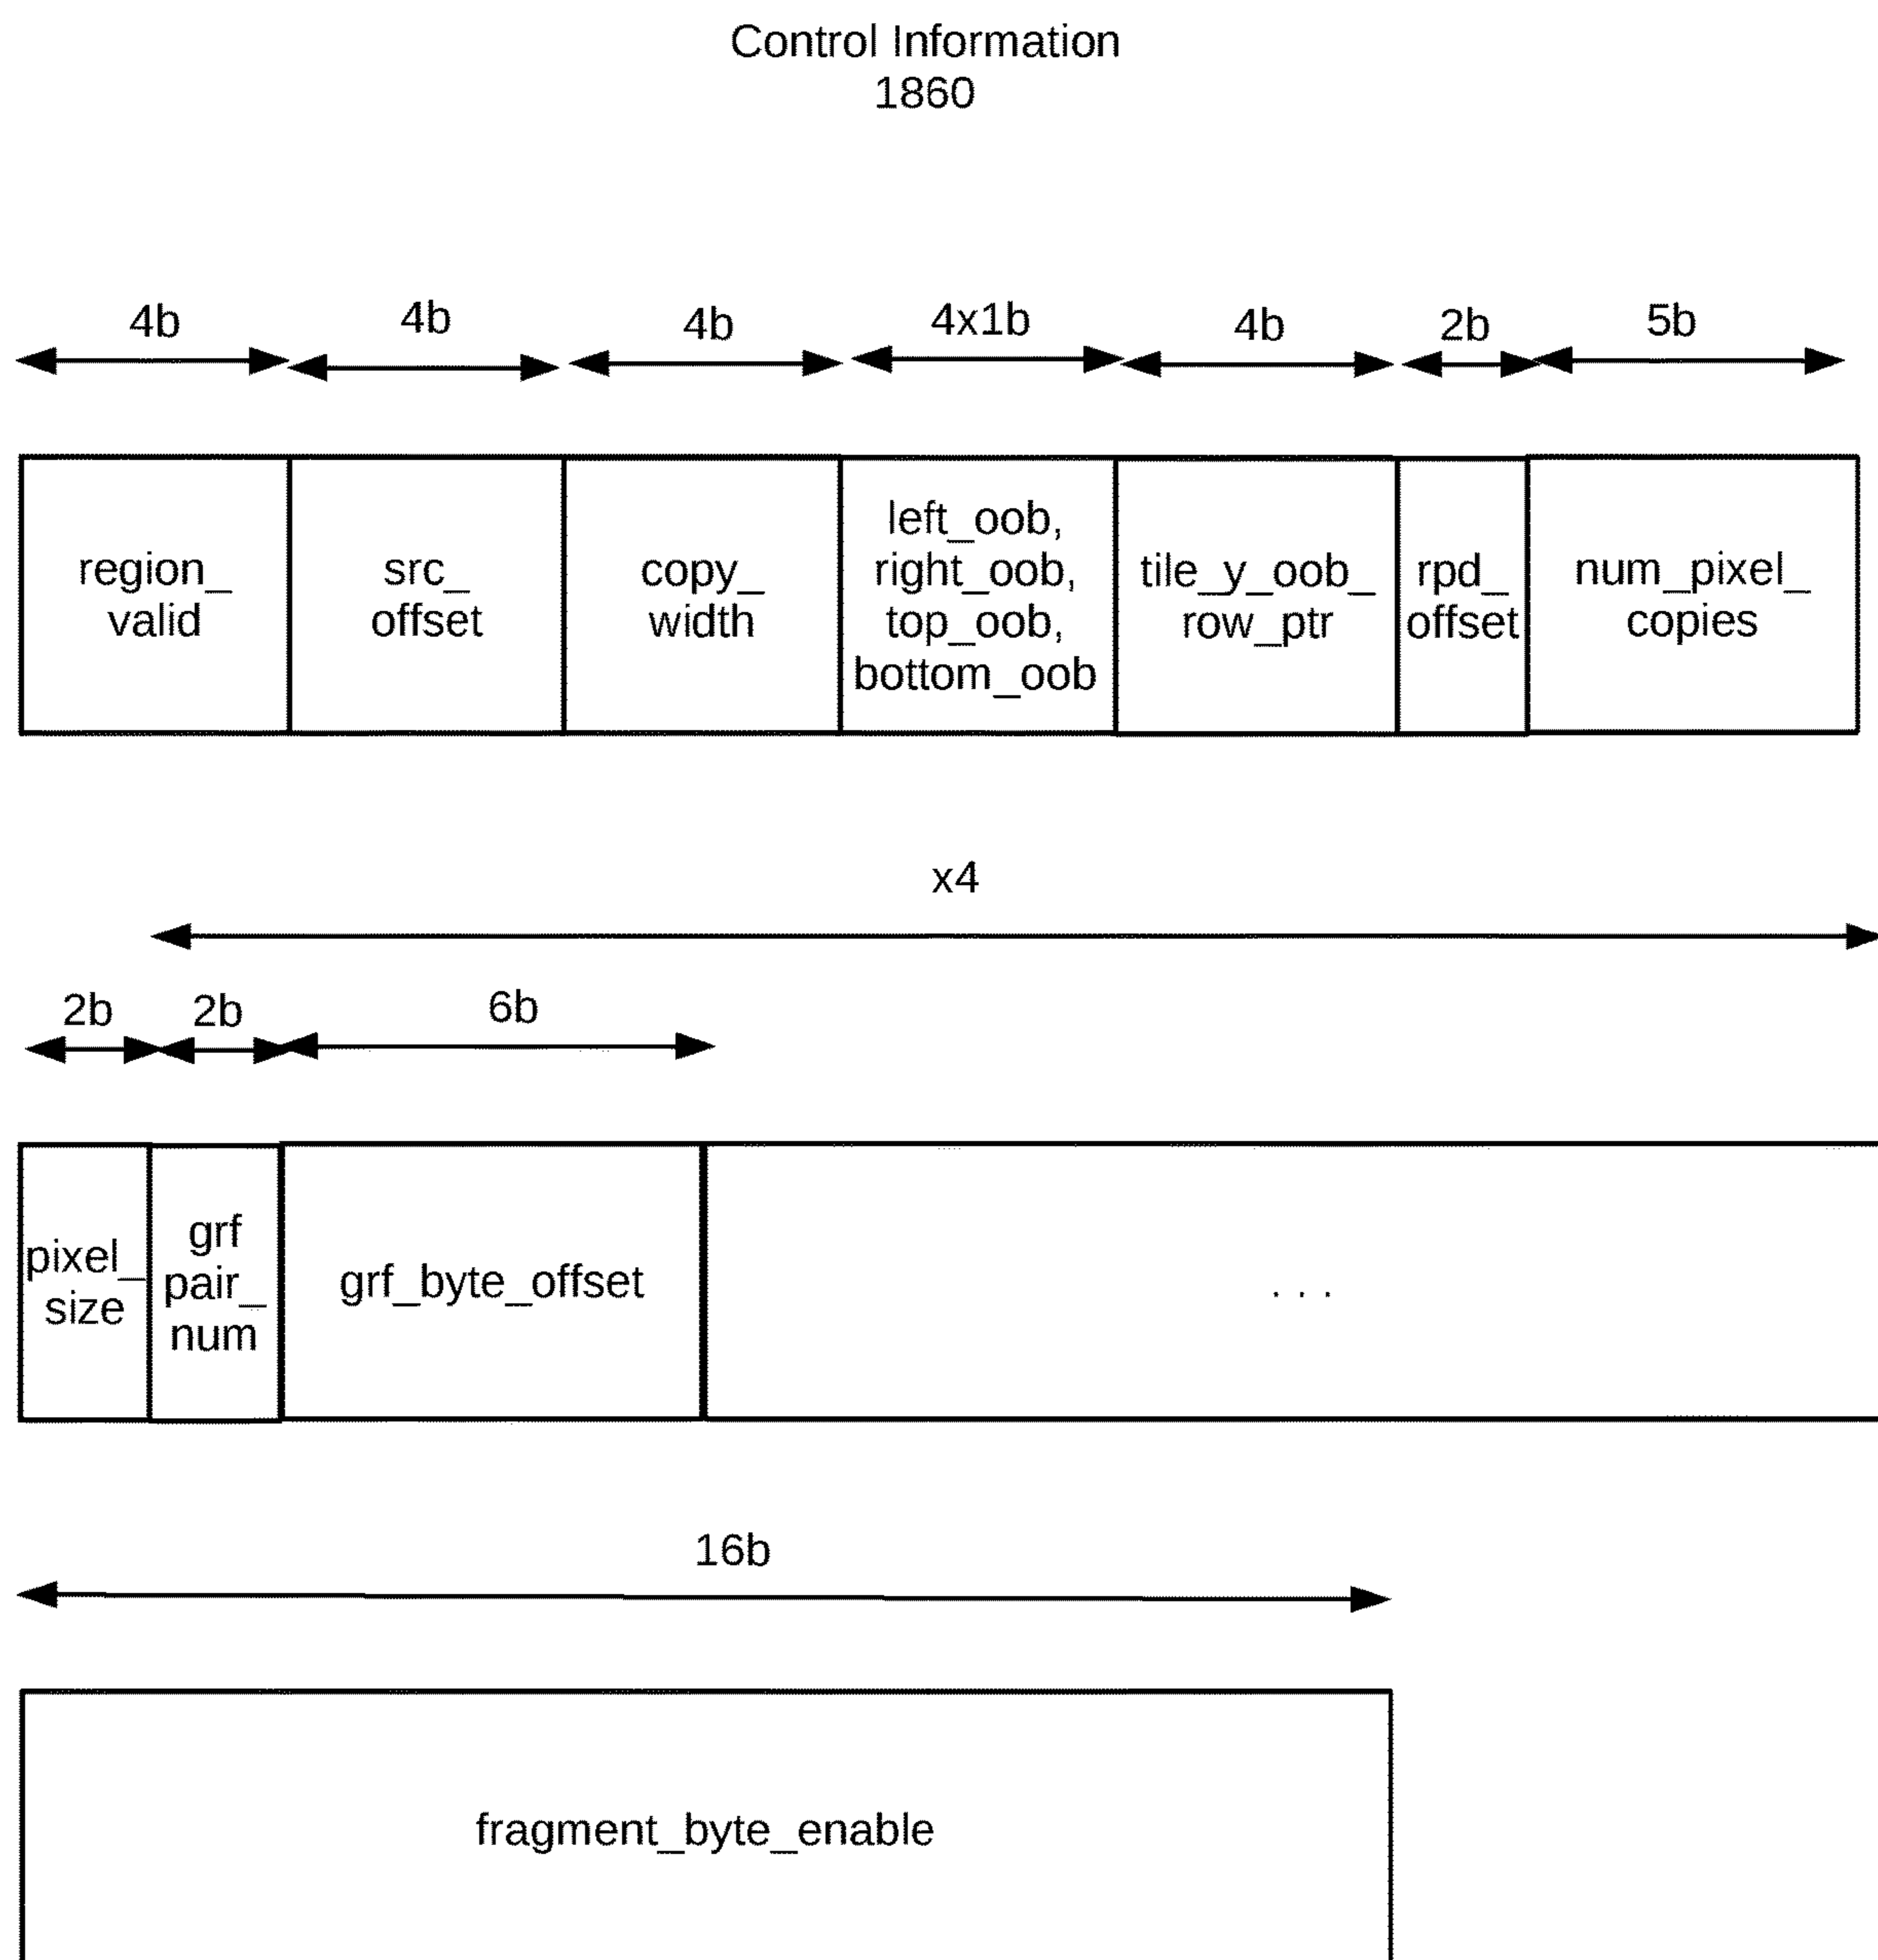 Control Information
1860
4b
4b
4b
4x1b
4b
2b
5b
region_
valid
src_
offset
copy_
width
left_oob,
right_oob,
top_oob,
bottom_oob
tile_y_oob_
row_ptr
rpd_
offset
num_pixel_
copies
x4
2b
2b
6b
pixel_
size
grf
pair_
num
grf_byte_offset
. . .
16b
fragment_byte_enable